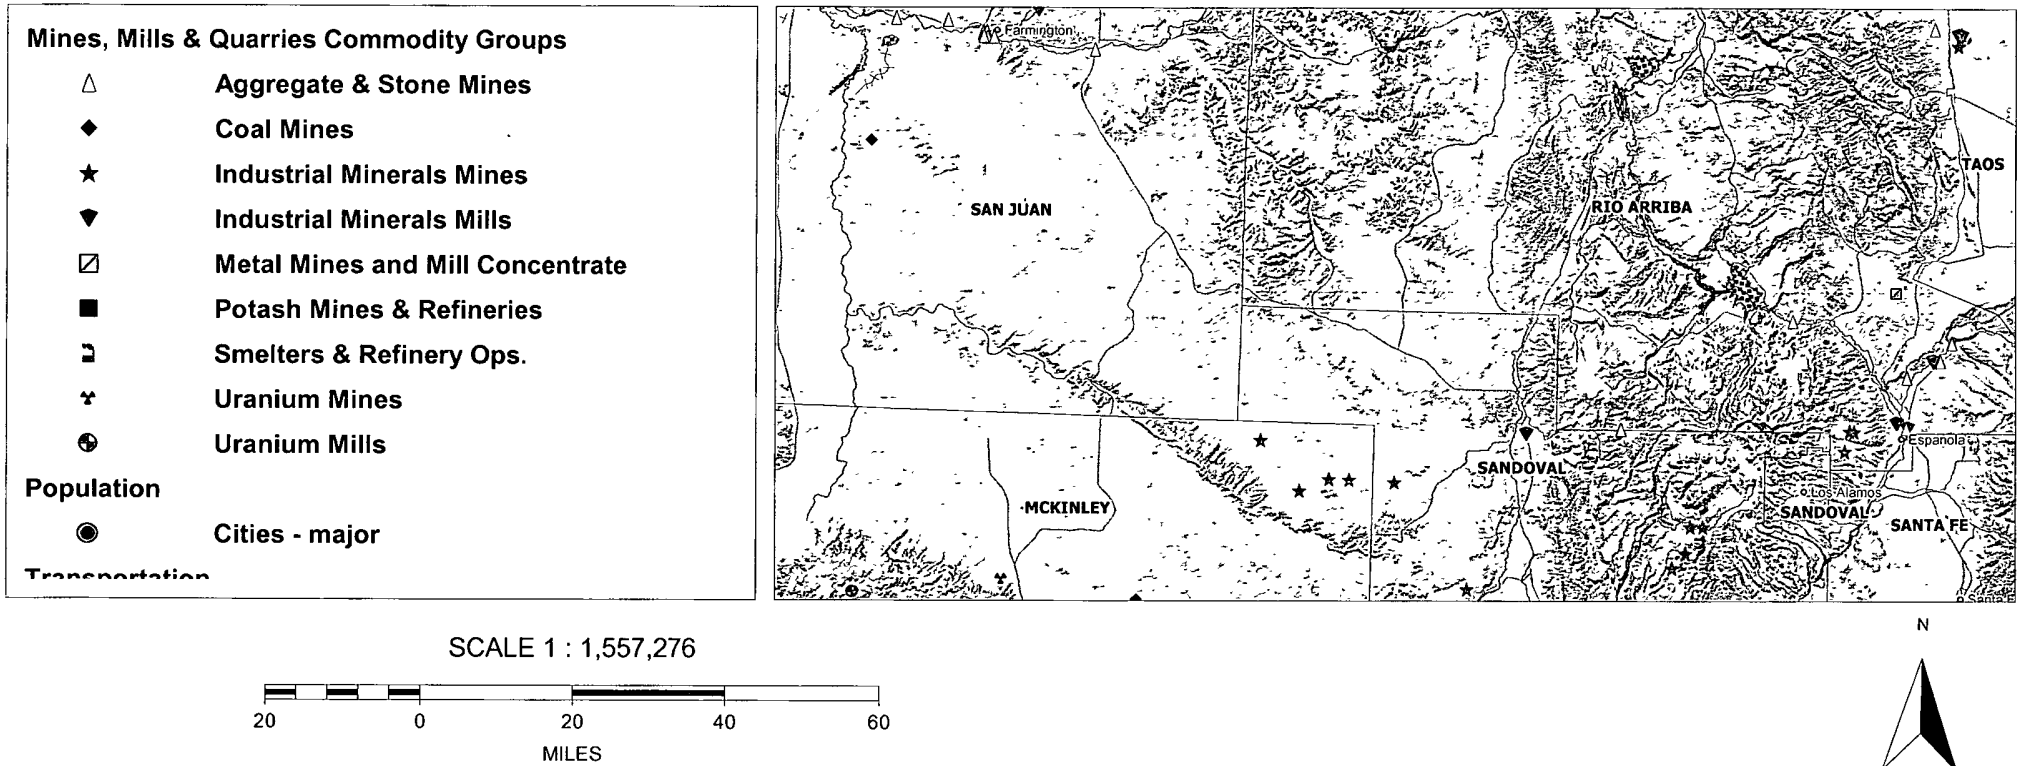 Mines, Mills & Quarries Commodity Groups
Aggregate & Stone Mines
Coal Mines
Industrial Minerals Mines
Industrial Minerals Mills
Metal Mines and Mill Concentrate
Potash Mines & Refineries
Smelters & Refinery Ops.
Uranium Mines
Uranium Mills
Population
Cities - major
Transportation
Farmington
TAOS
SAN JUAN
RIO ARRIBA
Espanola
SANDOVAL
Los Alamos
MCKINLEY
SANDOVAL
SANTA FE
SCALE 1 : 1,557,276
20 0 20 40 60
MILES
N